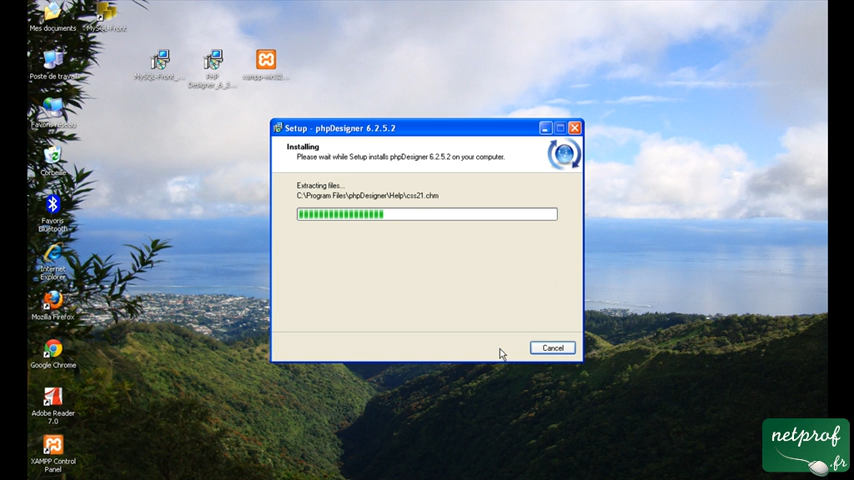 Mes documents
MySQL-Front
Poste de travail
MySQL-Front_...
PHP
Designer_6_2...
xampp-win32...
Favoris réseau
Corbeille
Favoris
Bluetooth
Internet
Explorer
Mozilla Firefox
Google Chrome
Adobe Reader
7.0
XAMPP Control
Panel
Setup - phpDesigner 6.2.5.2
Installing
Please wait while Setup installs phpDesigner 6.2.5.2 on your computer.
Extracting files...
C:\Program Files\phpDesigner\Help\css21.chm
Cancel
netprof
.fr